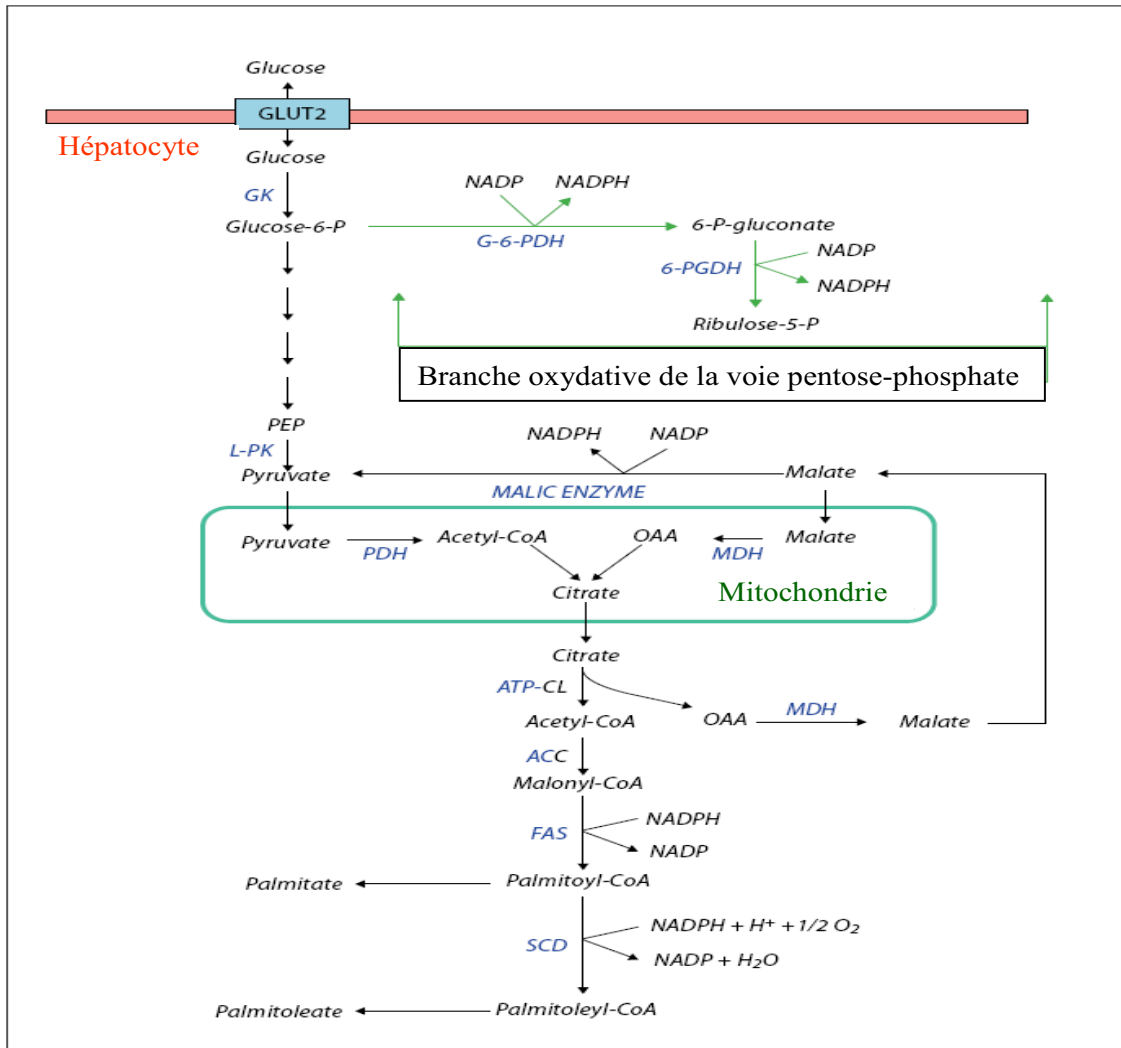 Glucose
GLUT2
Hépatocyte
Glucose
GK
NADP NADPH
Glucose-6-P
G-6-PDH
6-P-gluconate
6-PGDH
NADP
NADPH
Ribulose-5-P
Branche oxydative de la voie pentose-phosphate
PEP
L-PK
NADPH NADP
Pyruvate
Malate
MALIC ENZYME
Pyruvate
PDH
Acetyl-CoA
OAA
MDH
Malate
Citrate
Mitochondrie
Citrate
ATP-CL
Acetyl-CoA
OAA
MDH
Malate
ACC
Malonyl-CoA
FAS
NADPH
NADP
Palmitate
Palmitoyl-CoA
SCD
NADPH + H⁺ + 1/2 O₂
NADP + H₂O
Palmitoleate
Palmitoleyl-CoA